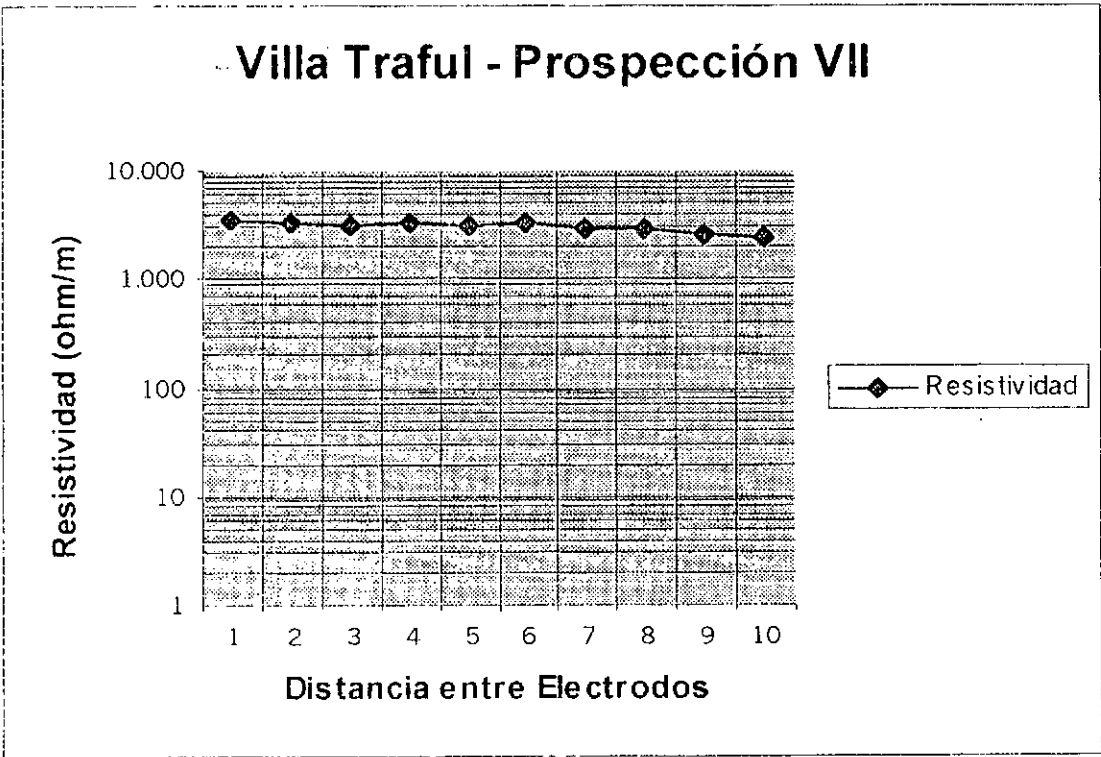 Villa Traful - Prospección VII
10.000
1.000
100
10
1
Resistividad (ohm/m)
1 2 3 4 5 6 7 8 9 10
Distancia entre Electrodos
Resistividad